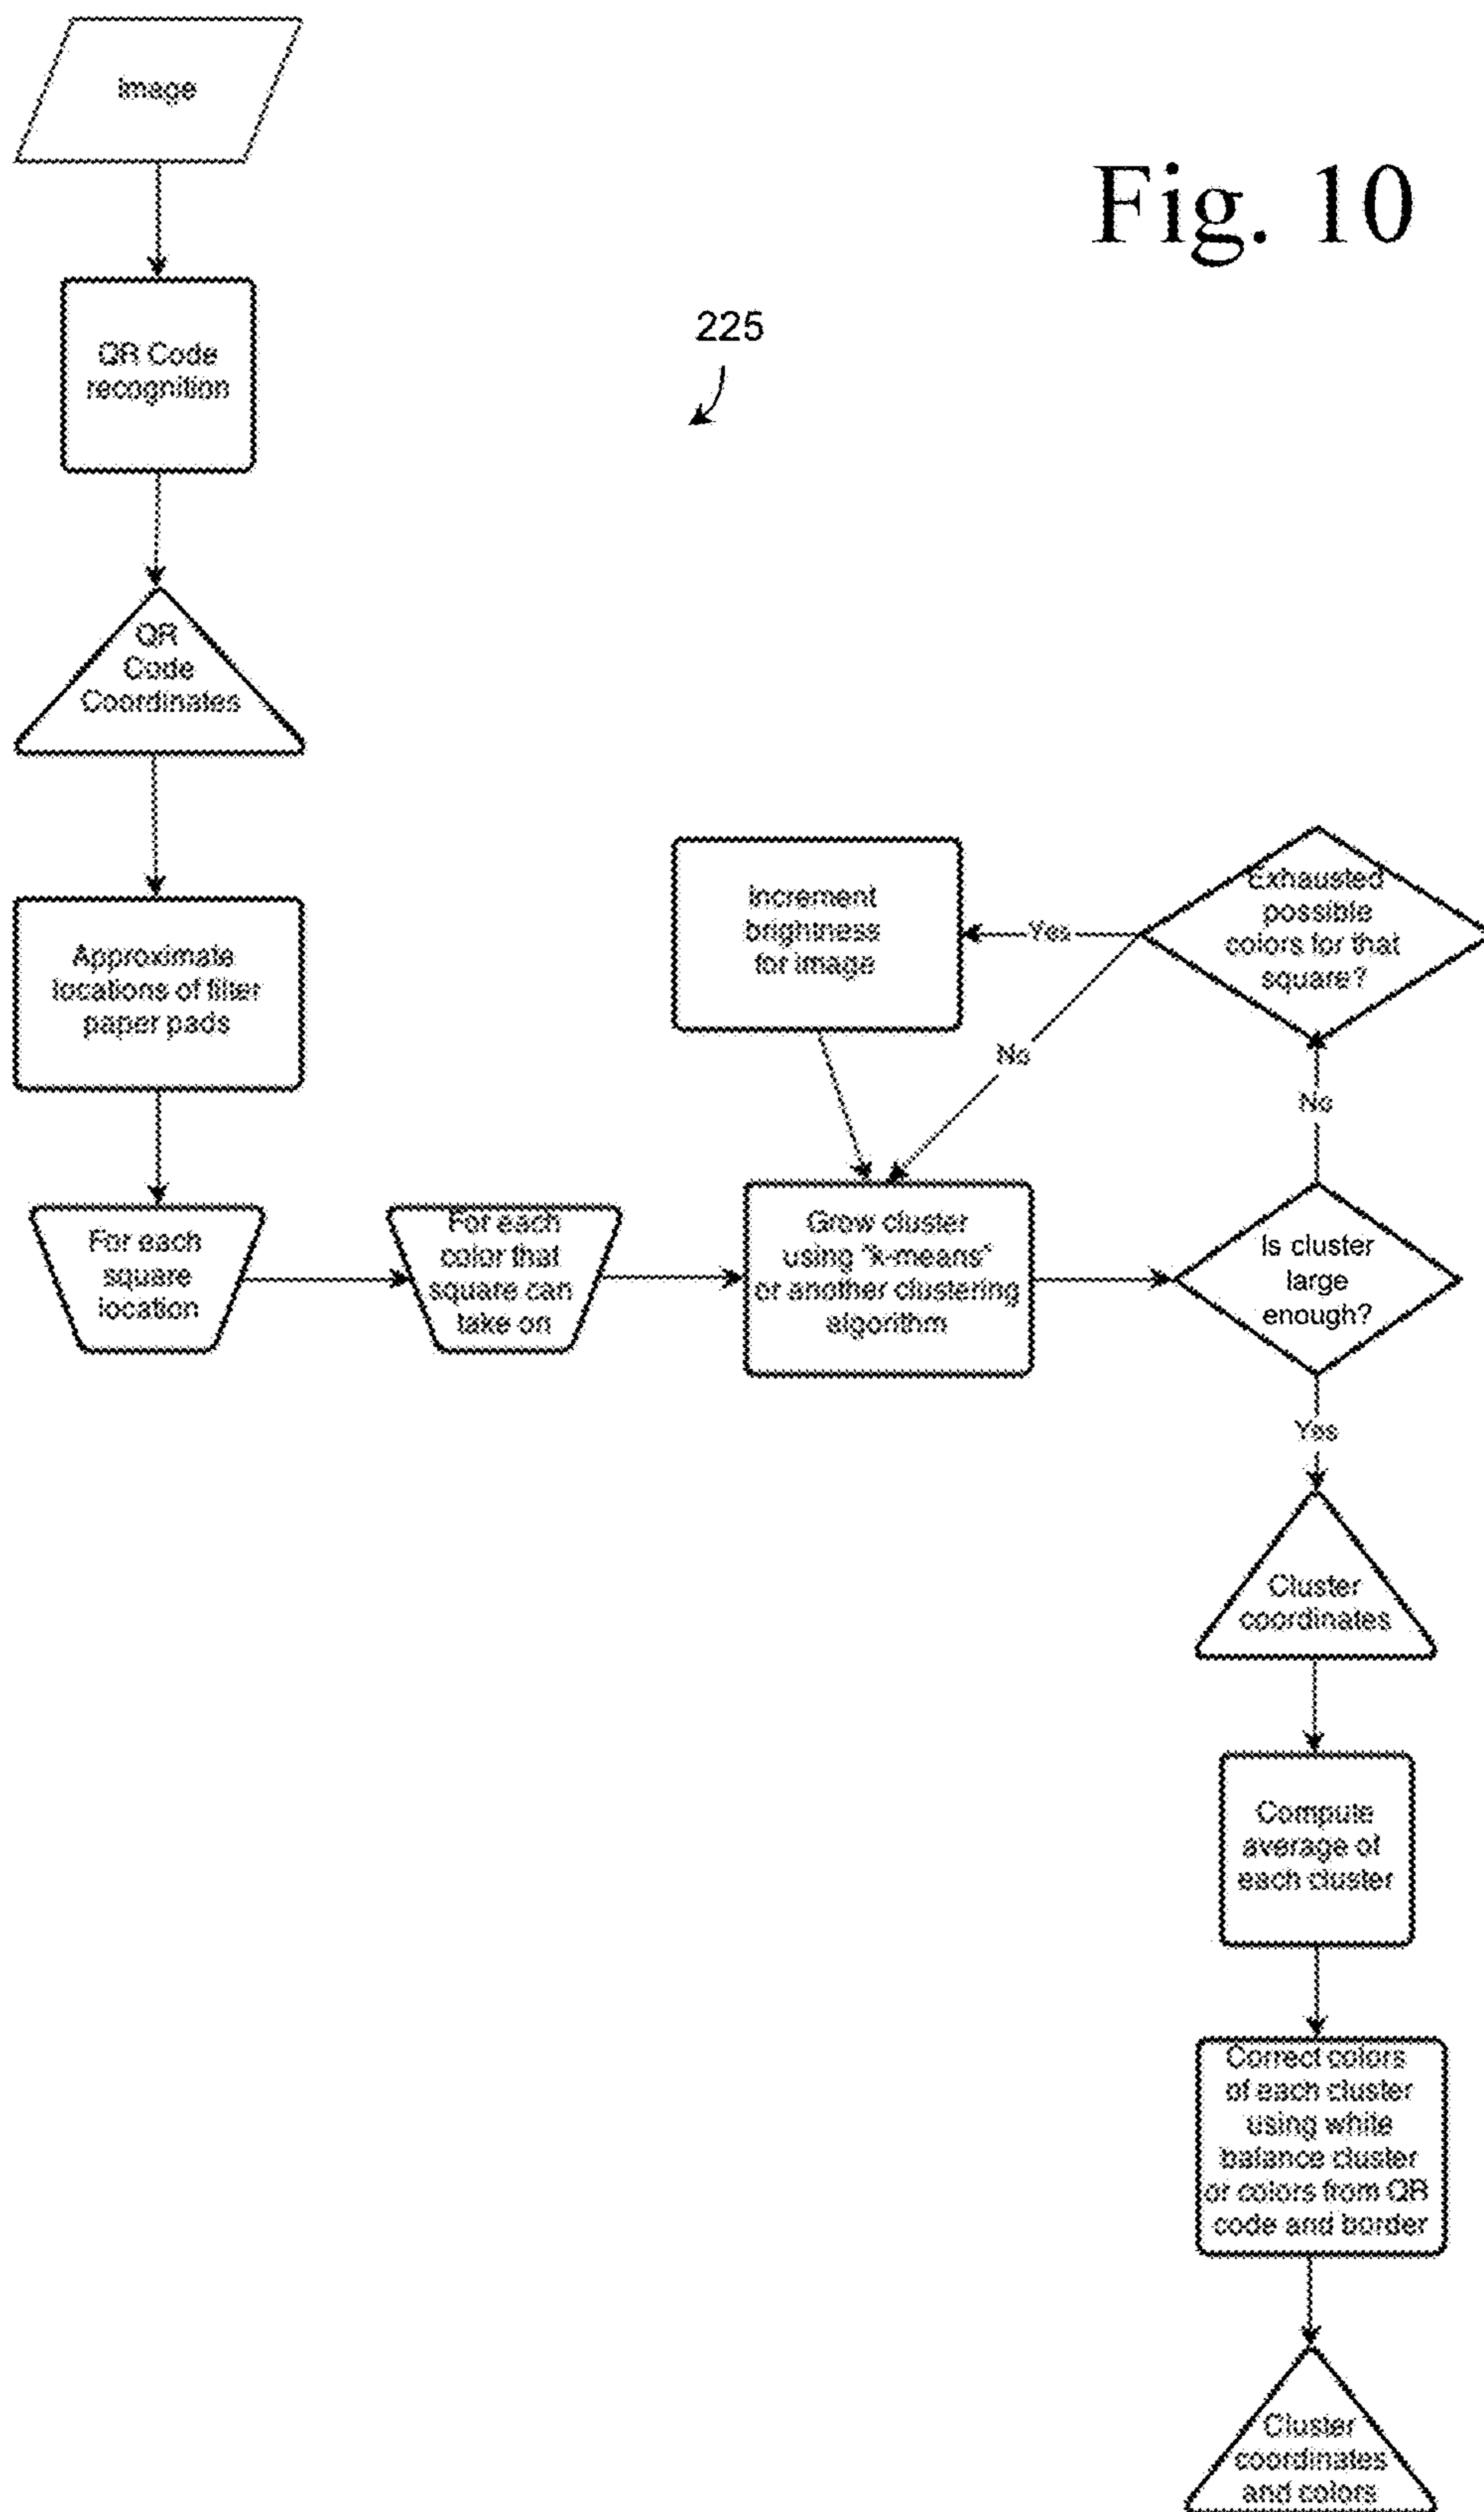 Image
Fig. 10
225
QR Code
recognition
QR
Code
Coordinates
Approximate
locations of filter
paper pads
For each
square
location
For each
color that
square can
take on
Increment
brightness
for image
Yes
Exhausted
possible
colors for that
square?
No
No
Grow cluster
using "k-means"
or another clustering
algorithm
Is cluster
large
enough?
Yes
Cluster
coordinates
Compute
average of
each cluster
Correct colors
of each cluster
using white
balance cluster
or colors from QR
code and border
Cluster
coordinates
and colors